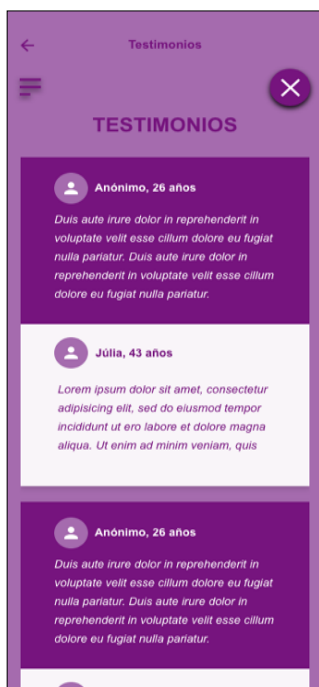 Testimonios
TESTIMONIOS
Anónimo, 26 años
Duis aute irure dolor in reprehenderit in
voluptate velit esse cillum dolore eu fugiat
nulla pariatur. Duis aute irure dolor in
reprehenderit in voluptate velit esse cillum
dolore eu fugiat nulla pariatur.
Júlia, 43 años
Lorem ipsum dolor sit amet, consectetur
adipisicing elit, sed do eiusmod tempor
incididunt ut ero labore et dolore magna
aliqua. Ut enim ad minim veniam, quis
Anónimo, 26 años
Duis aute irure dolor in reprehenderit in
voluptate velit esse cillum dolore eu fugiat
nulla pariatur. Duis aute irure dolor in
reprehenderit in voluptate velit esse cillum
dolore eu fugiat nulla pariatur.